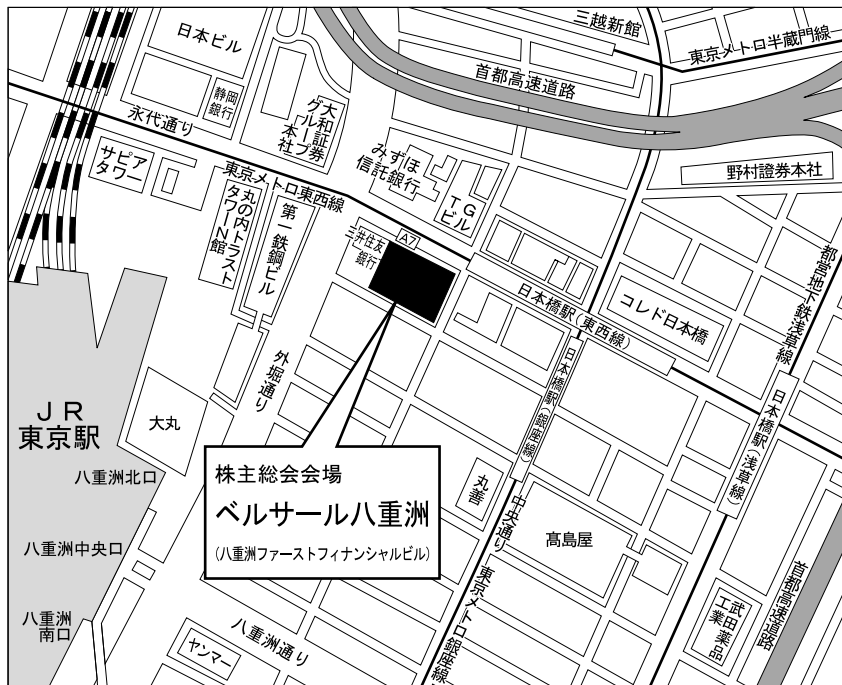 三越新館
東京メトロ半蔵門線
首都高速道路
日本ビル
静岡
銀行
大和証券
グループ
本社
永代通り
みずほ
信託銀行
TG
ビル
野村證券本社
サピア
タワー
東京メトロ東西線
丸の内トラスト
タワーN館
第一鉄鋼ビル
三井住友
銀行
A7
日本橋駅(東西線)
コレド日本橋
都営地下鉄浅草線
外堀通り
日本橋駅(銀座線)
日本橋駅(浅草線)
JR
東京駅
大丸
八重洲北口
株主総会会場
ベルサール八重洲
(八重洲ファーストフィナンシャルビル)
丸善
中央通り
髙島屋
八重洲中央口
首都高速道路
東京メトロ銀座線
武田薬品
工業
八重洲
南口
八重洲通り
ヤンマー